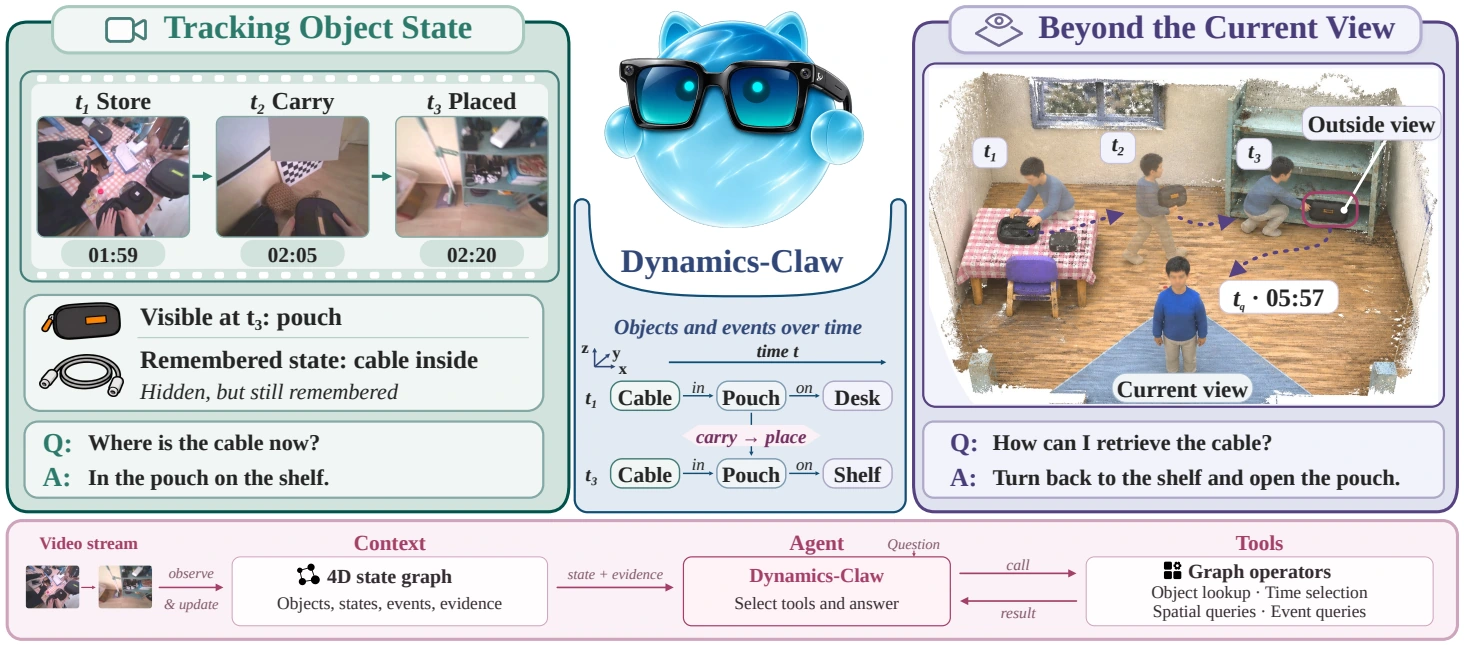 Tracking Object State
t₁ Store
t₂ Carry
t₃ Placed
01:59
02:05
02:20
Visible at t₃: pouch
Remembered state: cable inside
Hidden, but still remembered
Q: Where is the cable now?
A: In the pouch on the shelf.
Dynamics-Claw
Objects and events over time
z y x
time t
t₁ Cable in Pouch on Desk
carry → place
t₃ Cable in Pouch on Shelf
Beyond the Current View
Outside view
t₁
t₂
t₃
t_q · 05:57
Current view
Q: How can I retrieve the cable?
A: Turn back to the shelf and open the pouch.
Video stream
observe
& update
Context
4D state graph
Objects, states, events, evidence
state + evidence
Agent
Question
Dynamics-Claw
Select tools and answer
call
result
Tools
Graph operators
Object lookup · Time selection
Spatial queries · Event queries